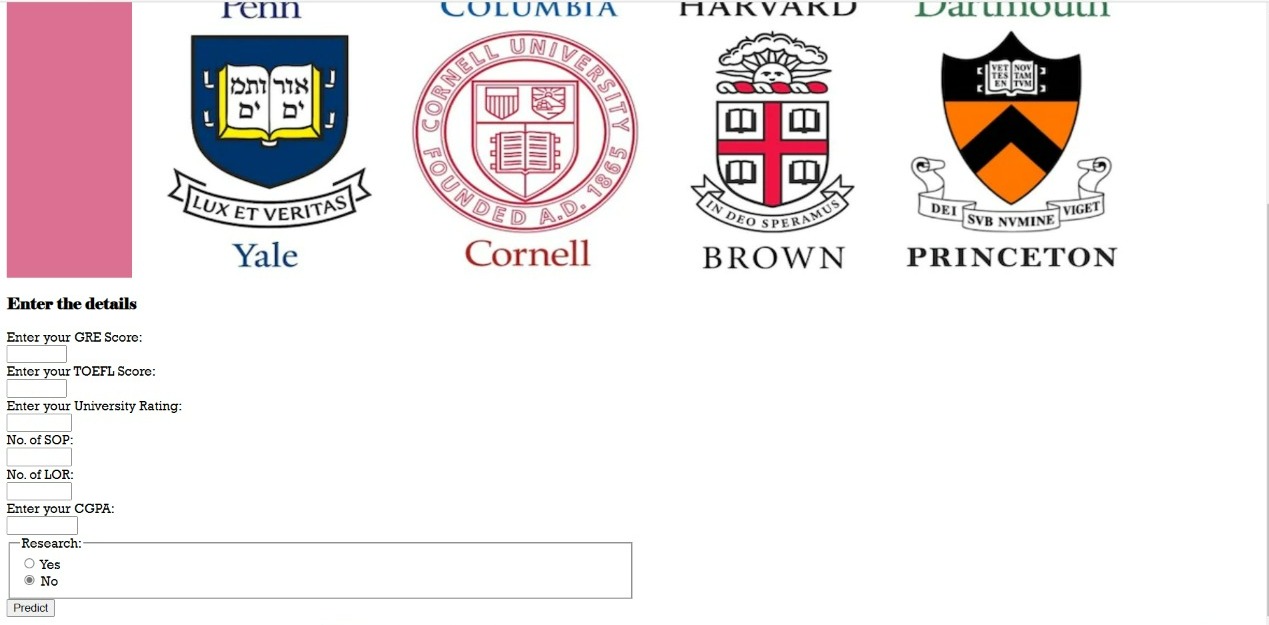 Penn COLUMBIA HARVARD Dartmouth
אורים ותמים
LUX ET VERITAS
Yale
CORNELL UNIVERSITY
FOUNDED A.D. 1865
Cornell
IN DEO SPERAMUS
BROWN
VET NOV
TES TAM
EN TVM
DEI SVB NVMINE VIGET
PRINCETON
Enter the details
Enter your GRE Score:
Enter your TOEFL Score:
Enter your University Rating:
No. of SOP:
No. of LOR:
Enter your CGPA:
Research:
Yes
No
Predict